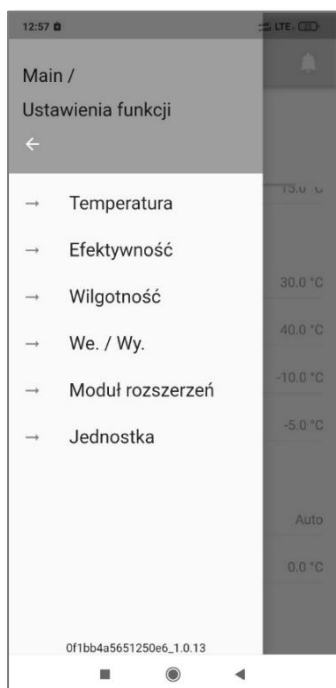 12:57
LTE
Main /
Ustawienia funkcji
Temperatura
Efektywność
Wilgotność
30.0 °C
We. / Wy.
40.0 °C
Moduł rozszerzeń
-10.0 °C
Jednostka
-5.0 °C
Auto
0.0 °C
0f1bb4a5651250e6_1.0.13